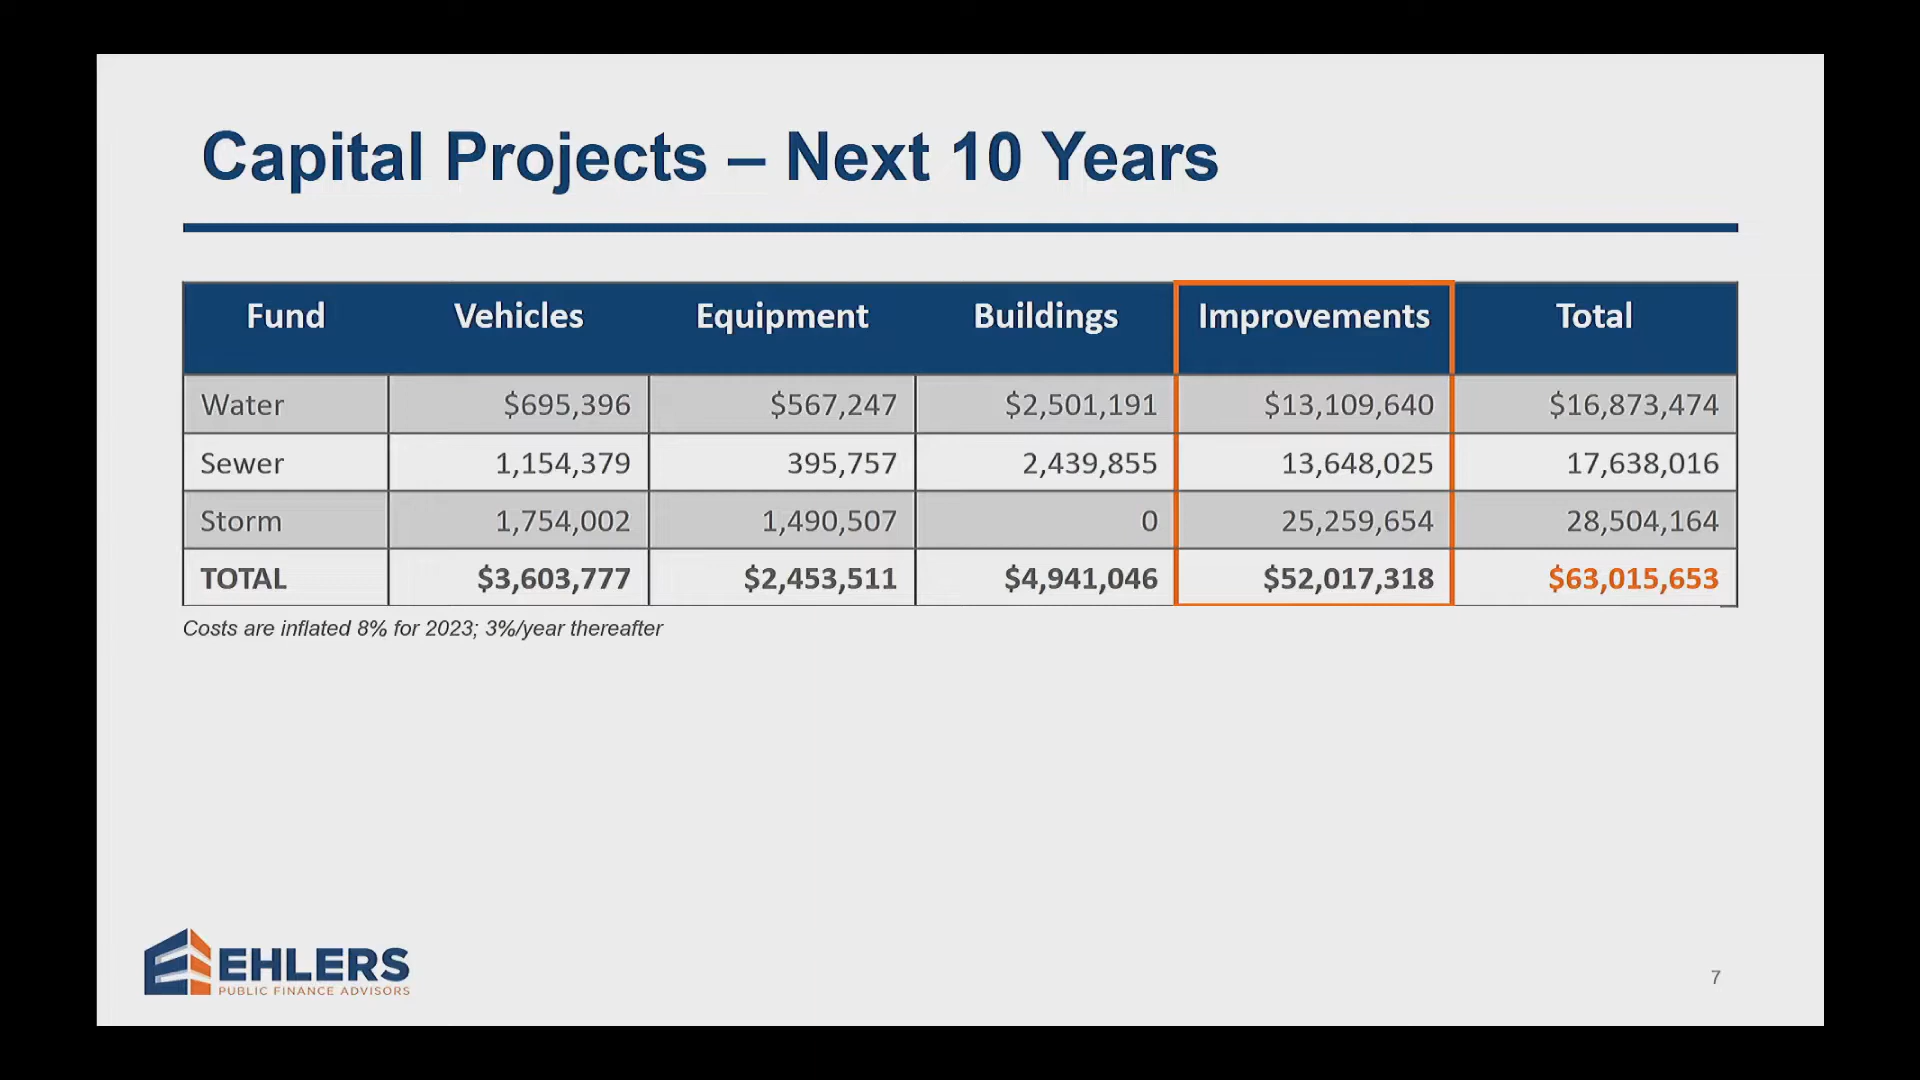 Capital Projects – Next 10 Years
Fund Vehicles Equipment Buildings Improvements Total
Water $695,396 $567,247 $2,501,191 $13,109,640 $16,873,474
Sewer 1,154,379 395,757 2,439,855 13,648,025 17,638,016
Storm 1,754,002 1,490,507 0 25,259,654 28,504,164
TOTAL $3,603,777 $2,453,511 $4,941,046 $52,017,318 $63,015,653
Costs are inflated 8% for 2023; 3%/year thereafter
EHLERS
PUBLIC FINANCE ADVISORS
7